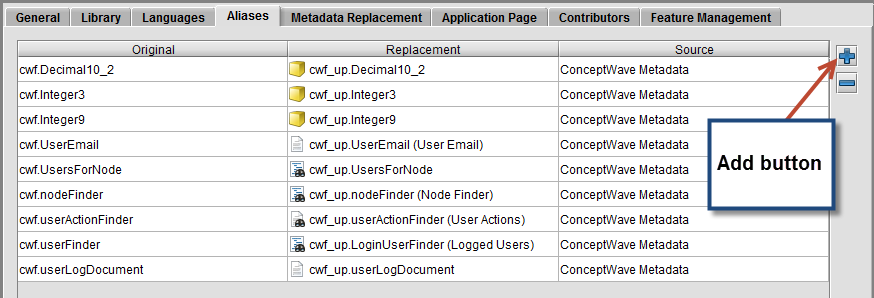 General Library Languages Aliases Metadata Replacement Application Page Contributors Feature Management
Original Replacement Source
cwf.Decimal10_2 cwf_up.Decimal10_2 ConceptWave Metadata
cwf.Integer3 cwf_up.Integer3 ConceptWave Metadata
cwf.Integer9 cwf_up.Integer9 ConceptWave Metadata
cwf.UserEmail cwf_up.UserEmail (User Email) ConceptWave Metadata
cwf.UsersForNode cwf_up.UsersForNode ConceptWave Metadata
cwf.nodeFinder cwf_up.nodeFinder (Node Finder) ConceptWave Metadata
cwf.userActionFinder cwf_up.userActionFinder (User Actions) ConceptWave Metadata
cwf.userFinder cwf_up.LoginUserFinder (Logged Users) ConceptWave Metadata
cwf.userLogDocument cwf_up.userLogDocument ConceptWave Metadata
Add button